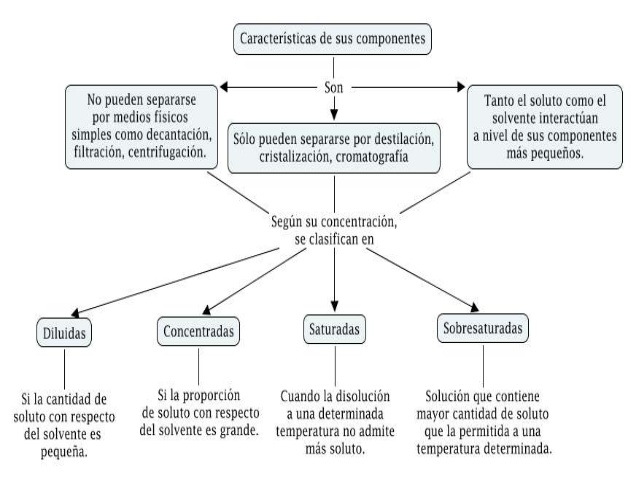 Características de sus componentes
Son
No pueden separarse
por medios físicos
simples como decantación,
filtración, centrifugación.
Sólo pueden separarse por destilación,
cristalización, cromatografía
Tanto el soluto como el
solvente interactúan
a nivel de sus componentes
más pequeños.
Según su concentración,
se clasifican en
Diluidas
Concentradas
Saturadas
Sobresaturadas
Si la cantidad de
soluto con respecto
del solvente es
pequeña.
Si la proporción
de soluto con respecto
del solvente es grande.
Cuando la disolución
a una determinada
temperatura no admite
más soluto.
Solución que contiene
mayor cantidad de soluto
que la permitida a una
temperatura determinada.